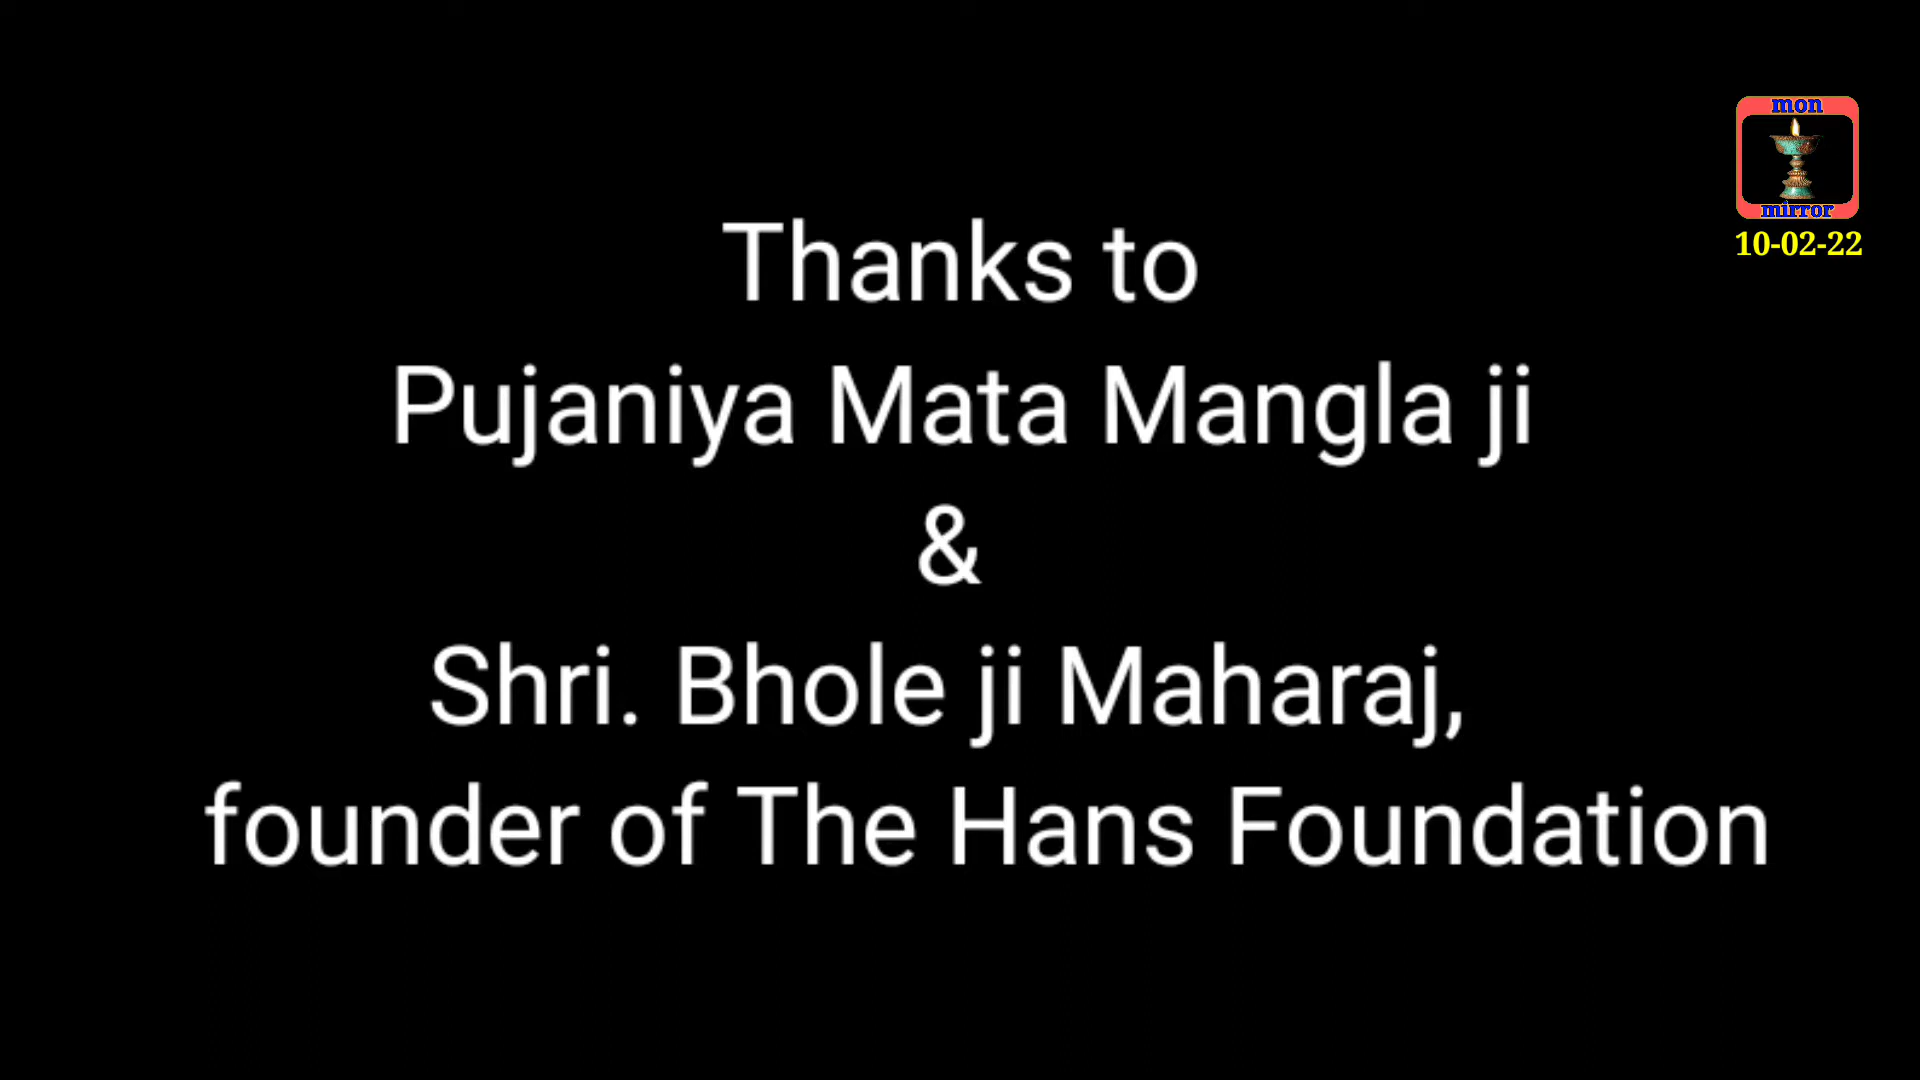 mon
mirror
10-02-22
Thanks to
Pujaniya Mata Mangla ji
&
Shri. Bhole ji Maharaj,
founder of The Hans Foundation